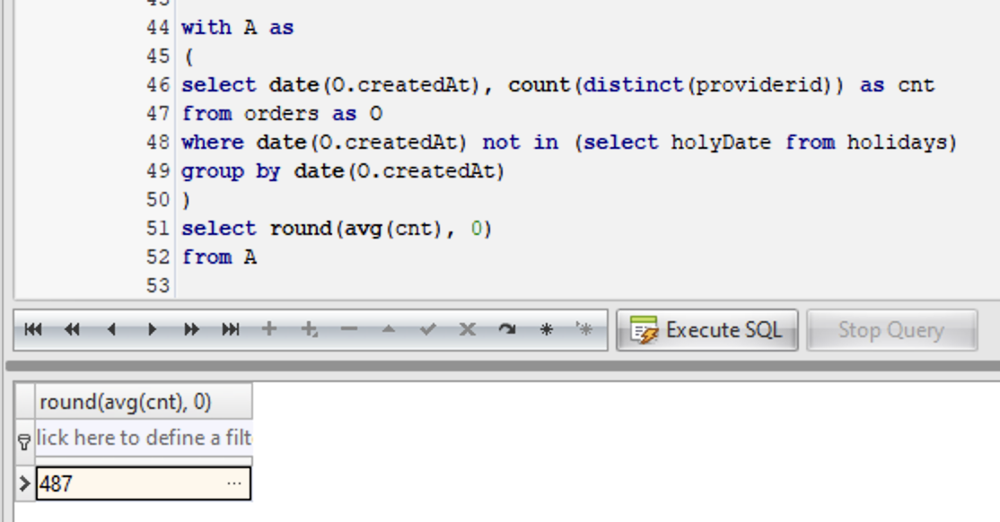 44 with A as
45 (
46 select date(O.createdAt), count(distinct(providerid)) as cnt
47 from orders as O
48 where date(O.createdAt) not in (select holyDate from holidays)
49 group by date(O.createdAt)
50 )
51 select round(avg(cnt), 0)
52 from A
53
Execute SQL Stop Query
round(avg(cnt), 0)
lick here to define a filt
487 ...